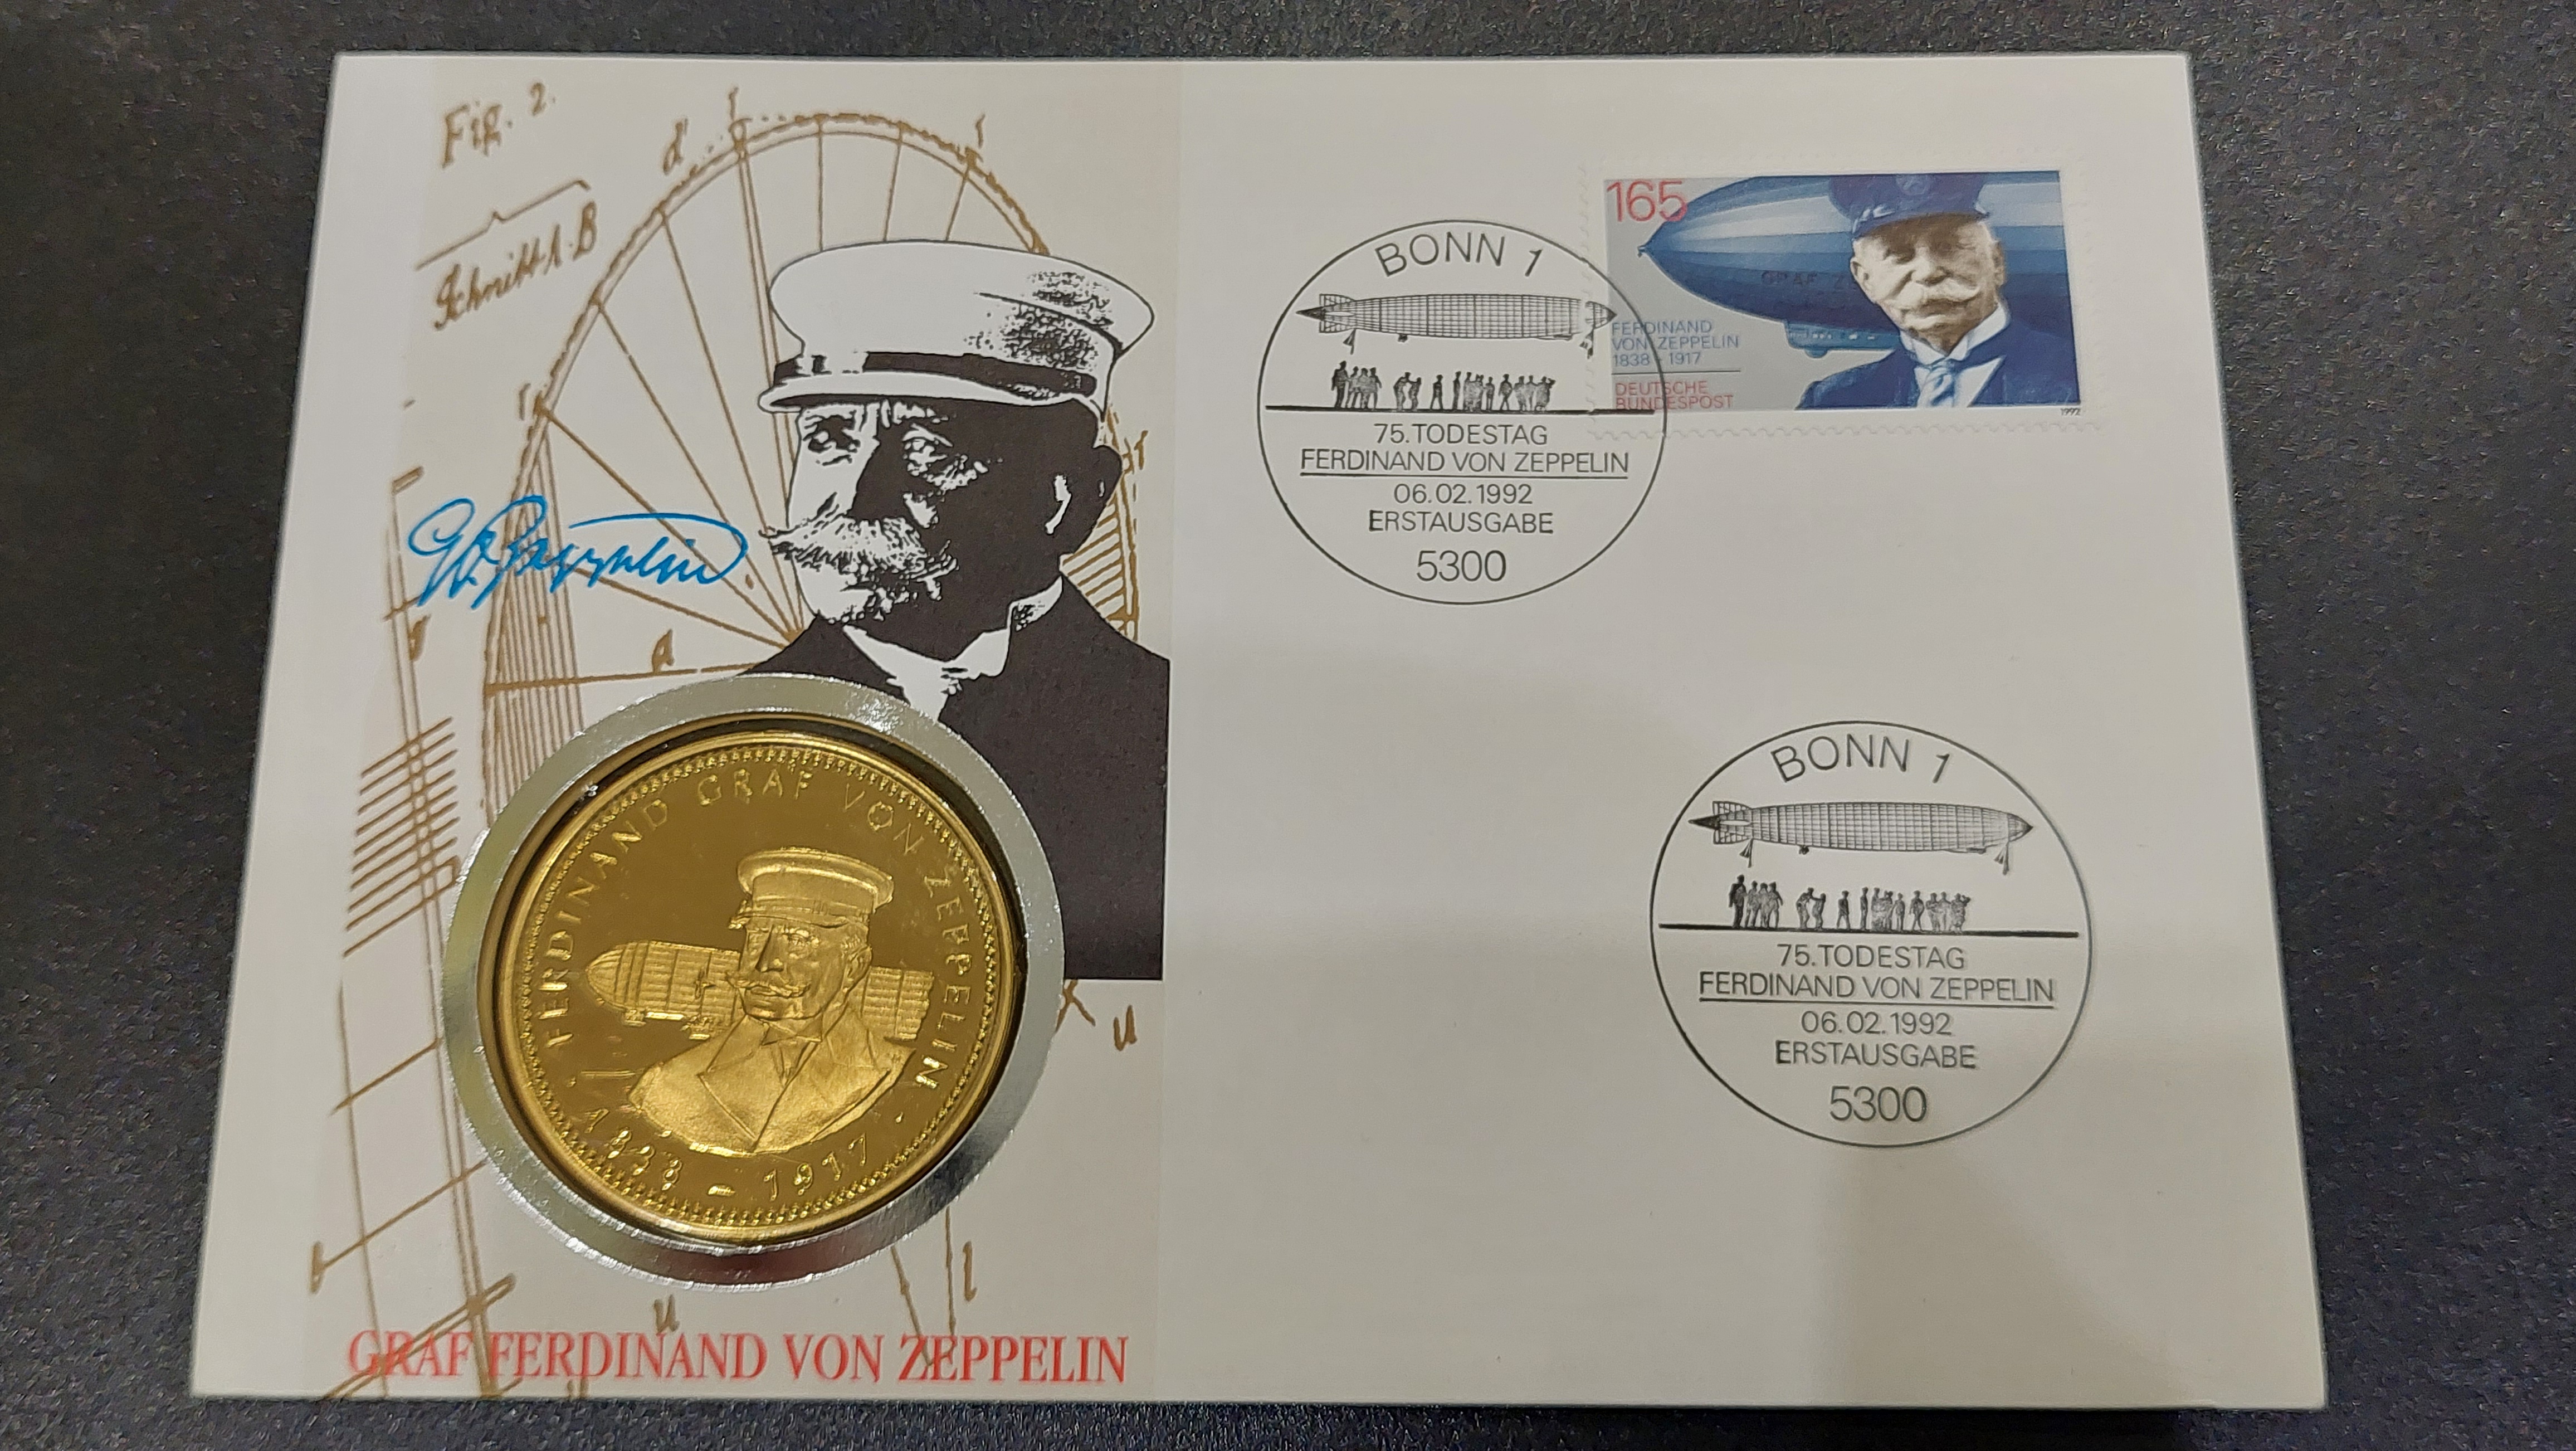 Fig. 2.
Schnitt A-B
GRAF FERDINAND VON ZEPPELIN
FERDINAND GRAF VON ZEPPELIN
1838 - 1917
BONN 1
75. TODESTAG
FERDINAND VON ZEPPELIN
06.02.1992
ERSTAUSGABE
5300
165
GRAF
FERDINAND
VON ZEPPELIN
1838 - 1917
DEUTSCHE
BUNDESPOST
1992
BONN 1
75. TODESTAG
FERDINAND VON ZEPPELIN
06.02.1992
ERSTAUSGABE
5300